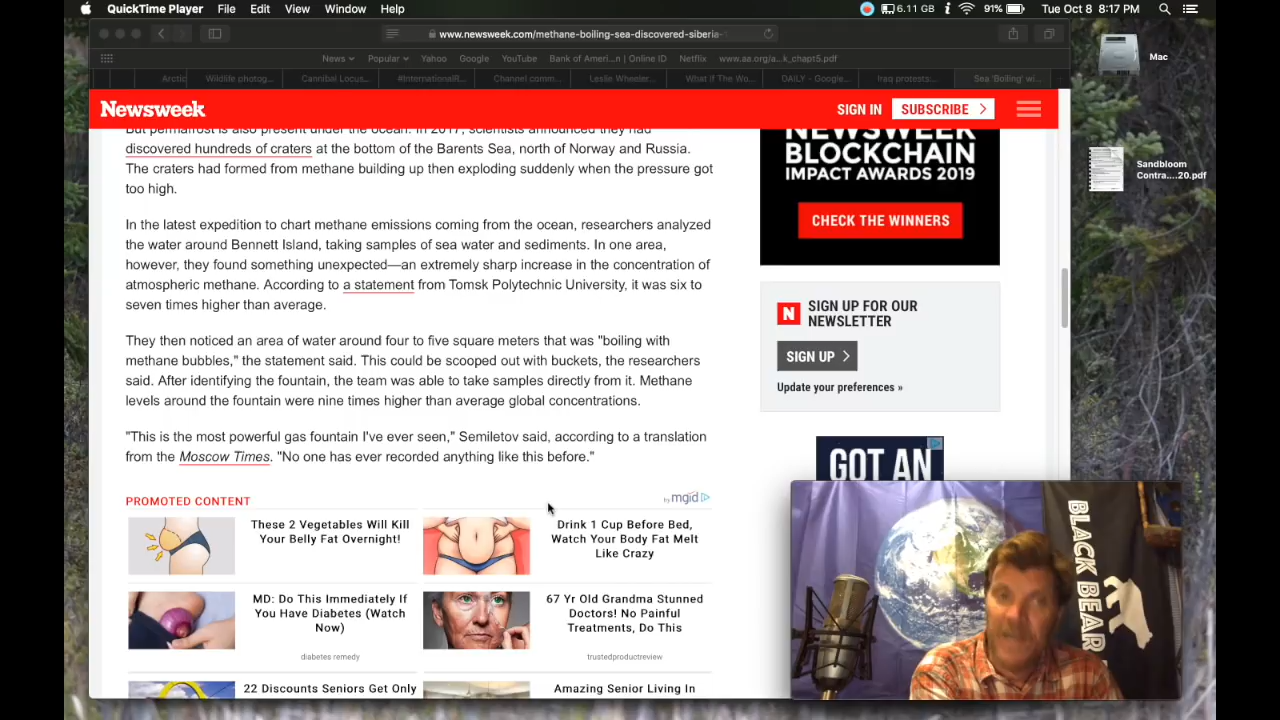 QuickTime Player File Edit View Window Help 6.11 GB 91% Tue Oct 8 8:17 PM
www.newsweek.com/methane-boiling-sea-discovered-siberia-
News Popular Yahoo Google YouTube Bank of Ameri...n | Online ID Netflix www.ae.org/a...k_chapt5.pdf
Arctic Wildlife photog... Cannibal Locus... #InternationalR... Channel comm... Leslie Wheeler... What if The Wo... DAILY - Google... Iraq protests:... Sea 'Boiling' wi...
Mac
Sandbloom
Contra....20.pdf
Newsweek
SIGN IN SUBSCRIBE
But permafrost is also present under the ocean. In 2017, scientists announced they had
discovered hundreds of craters at the bottom of the Barents Sea, north of Norway and Russia.
The craters had formed from methane building up then exploding suddenly when the pressure got
too high.
In the latest expedition to chart methane emissions coming from the ocean, researchers analyzed
the water around Bennett Island, taking samples of sea water and sediments. In one area,
however, they found something unexpected—an extremely sharp increase in the concentration of
atmospheric methane. According to a statement from Tomsk Polytechnic University, it was six to
seven times higher than average.
They then noticed an area of water around four to five square meters that was "boiling with
methane bubbles," the statement said. This could be scooped out with buckets, the researchers
said. After identifying the fountain, the team was able to take samples directly from it. Methane
levels around the fountain were nine times higher than average global concentrations.
"This is the most powerful gas fountain I've ever seen," Semiletov said, according to a translation
from the Moscow Times. "No one has ever recorded anything like this before."
PROMOTED CONTENT
by mgid
These 2 Vegetables Will Kill
Your Belly Fat Overnight!
Drink 1 Cup Before Bed,
Watch Your Body Fat Melt
Like Crazy
MD: Do This Immediately If
You Have Diabetes (Watch
Now)
diabetes remedy
67 Yr Old Grandma Stunned
Doctors! No Painful
Treatments, Do This
trustedproductreview
22 Discounts Seniors Get Only
Amazing Senior Living In
NEWSWEEK
BLOCKCHAIN
IMPACT AWARDS 2019
CHECK THE WINNERS
N
SIGN UP FOR OUR
NEWSLETTER
SIGN UP
Update your preferences »
GOT AN
BLACK BEAR